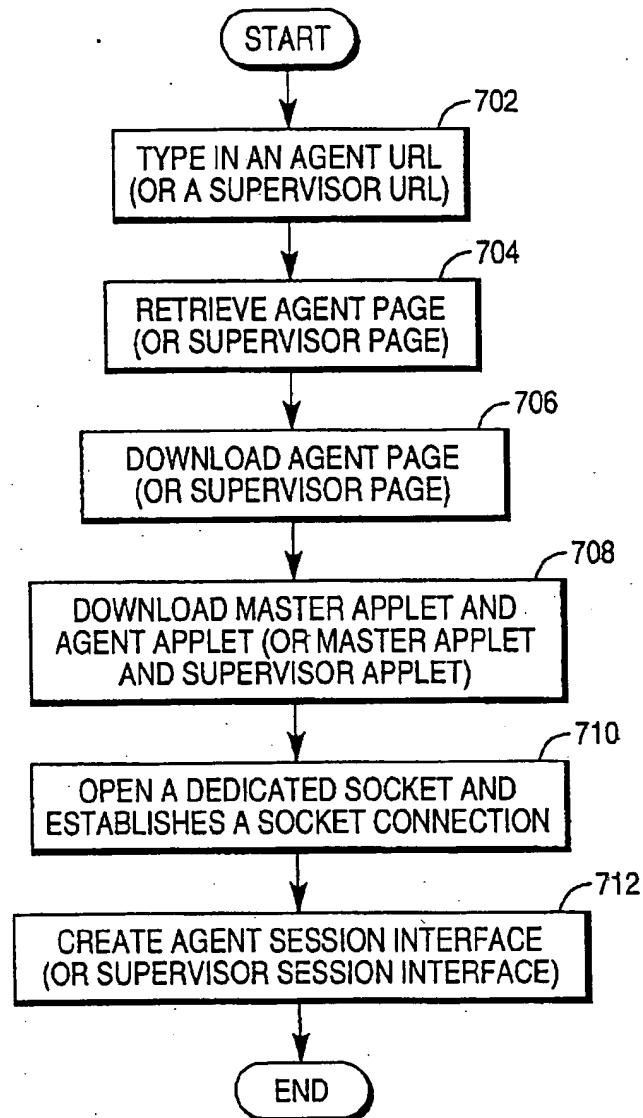 START
702
TYPE IN AN AGENT URL
(OR A SUPERVISOR URL)
704
RETRIEVE AGENT PAGE
(OR SUPERVISOR PAGE)
706
DOWNLOAD AGENT PAGE
(OR SUPERVISOR PAGE)
708
DOWNLOAD MASTER APPLET AND
AGENT APPLET (OR MASTER APPLET
AND SUPERVISOR APPLET)
710
OPEN A DEDICATED SOCKET AND
ESTABLISHES A SOCKET CONNECTION
712
CREATE AGENT SESSION INTERFACE
(OR SUPERVISOR SESSION INTERFACE)
END